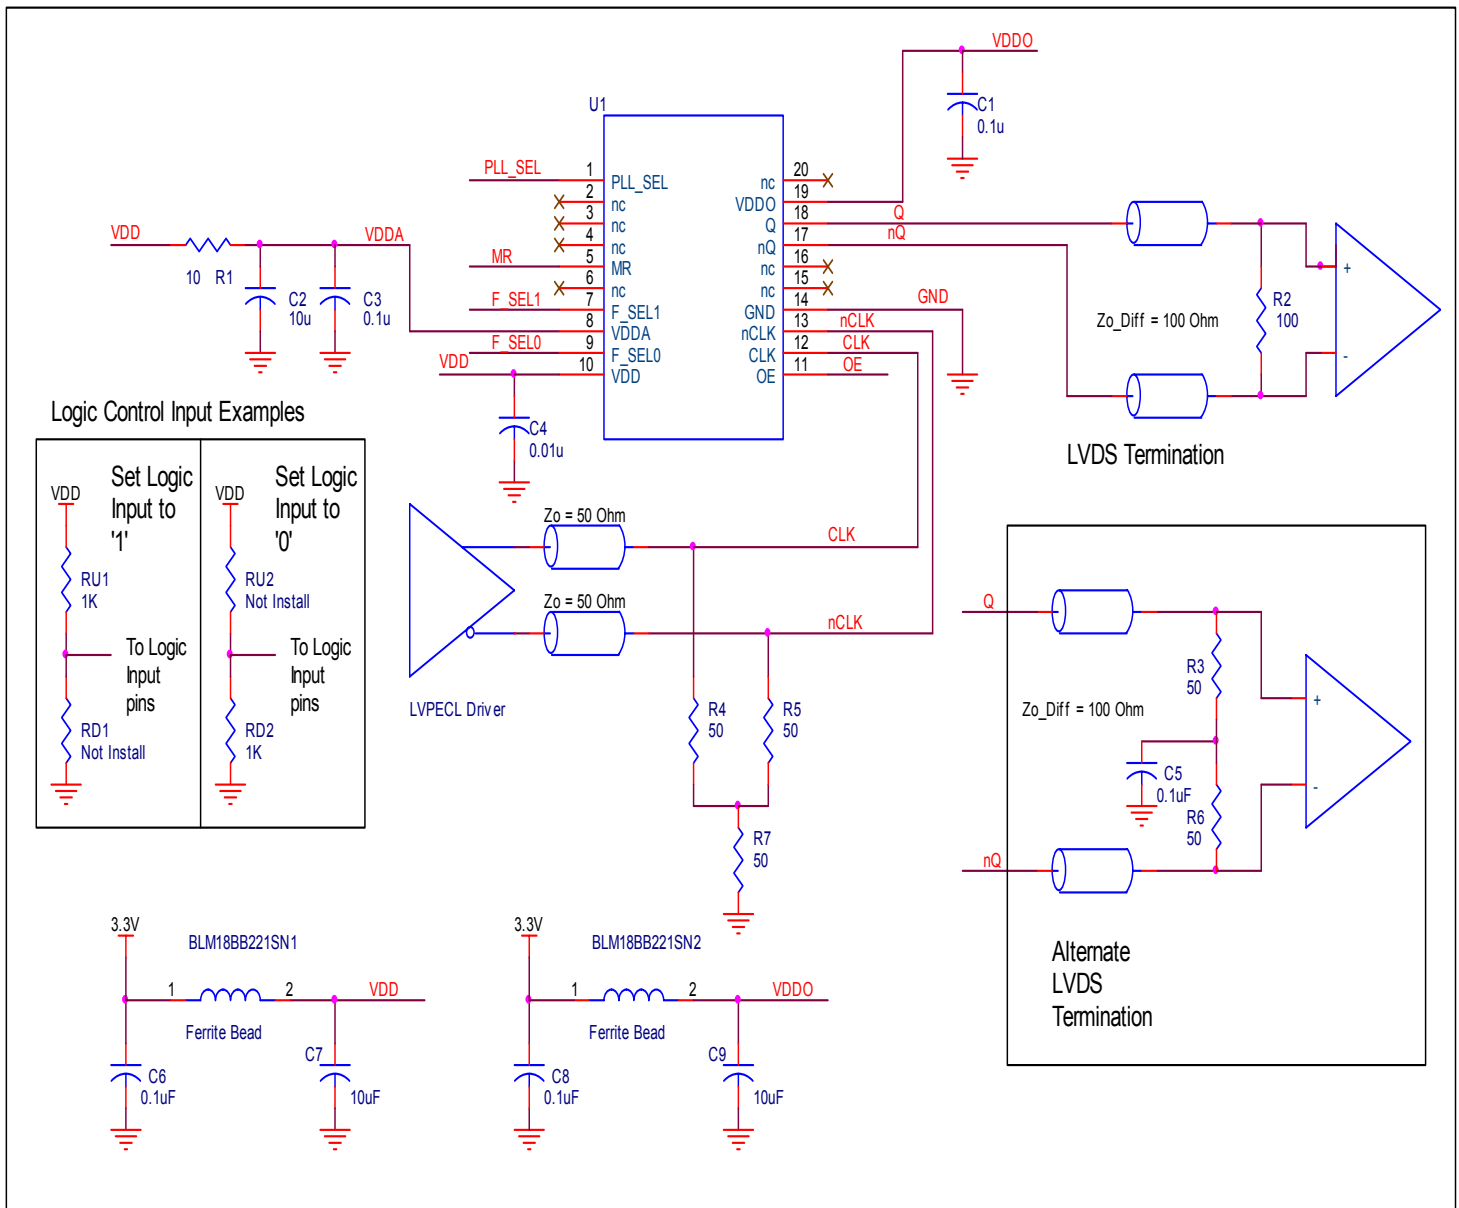 VDDO
C1
0.1u
U1
PLL_SEL
1
PLL_SEL
2
nc
3
nc
4
nc
MR
5
MR
6
nc
F_SEL1
7
F_SEL1
8
VDDA
F_SEL0
9
F_SEL0
VDD
10
VDD
20
nc
19
VDDO
18
Q
Q
17
nQ
nQ
16
nc
15
nc
14
GND
GND
13
nCLK
nCLK
12
CLK
CLK
11
OE
OE
VDD
VDDA
10 R1
C2
10u
C3
0.1u
C4
0.01u
Zo_Diff = 100 Ohm
R2
100
+
-
LVDS Termination
Logic Control Input Examples
VDD
Set Logic
Input to
'1'
RU1
1K
To Logic
Input
pins
RD1
Not Install
VDD
Set Logic
Input to
'0'
RU2
Not Install
To Logic
Input
pins
RD2
1K
Zo = 50 Ohm
CLK
Zo = 50 Ohm
nCLK
LVPECL Driver
R4
50
R5
50
R7
50
Q
R3
50
Zo_Diff = 100 Ohm
+
C5
0.1uF
-
R6
50
nQ
Alternate
LVDS
Termination
3.3V
BLM18BB221SN1
1
2
VDD
Ferrite Bead
C6
0.1uF
C7
10uF
3.3V
BLM18BB221SN2
1
2
VDDO
Ferrite Bead
C8
0.1uF
C9
10uF